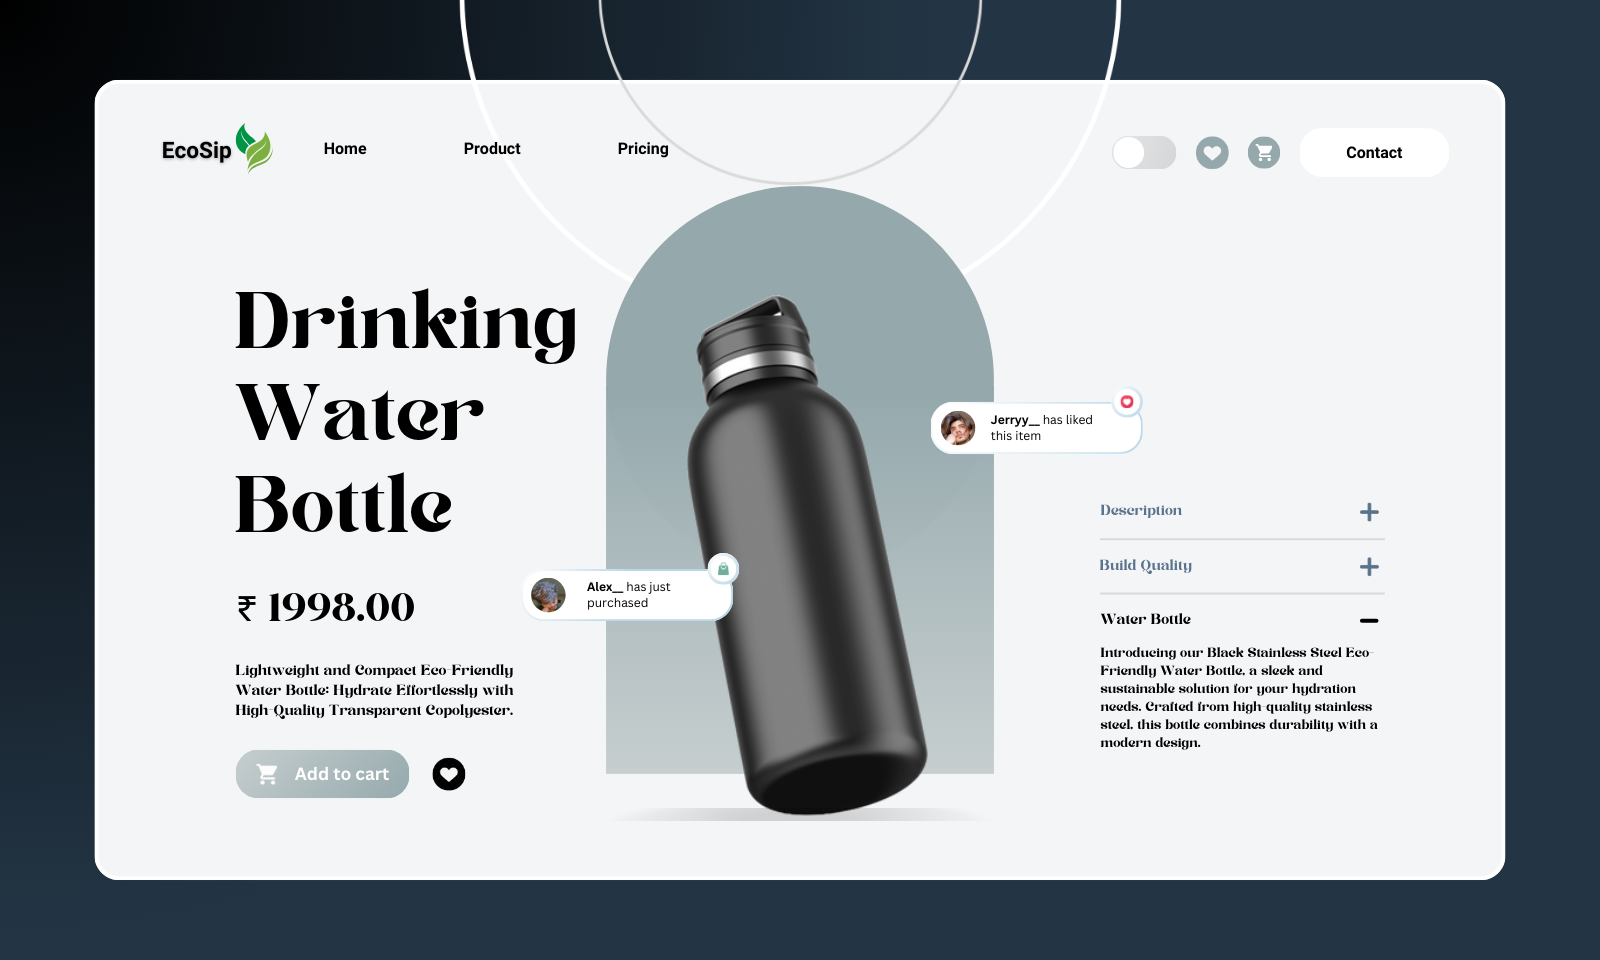 EcoSip
Home
Product
Pricing
Contact
Drinking
Water
Bottle
₹ 1998.00
Lightweight and Compact Eco-Friendly
Water Bottle: Hydrate Effortlessly with
High-Quality Transparent Copolyester.
Add to cart
Alex__ has just
purchased
Jerryy__ has liked
this item
Description
Build Quality
Water Bottle
Introducing our Black Stainless Steel Eco-
Friendly Water Bottle, a sleek and
sustainable solution for your hydration
needs. Crafted from high-quality stainless
steel, this bottle combines durability with a
modern design.